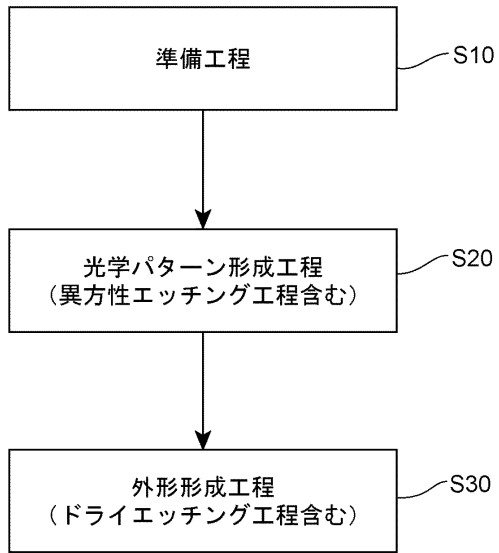 準備工程
S10
光学パターン形成工程
（異方性エッチング工程含む）
S20
外形形成工程
（ドライエッチング工程含む）
S30